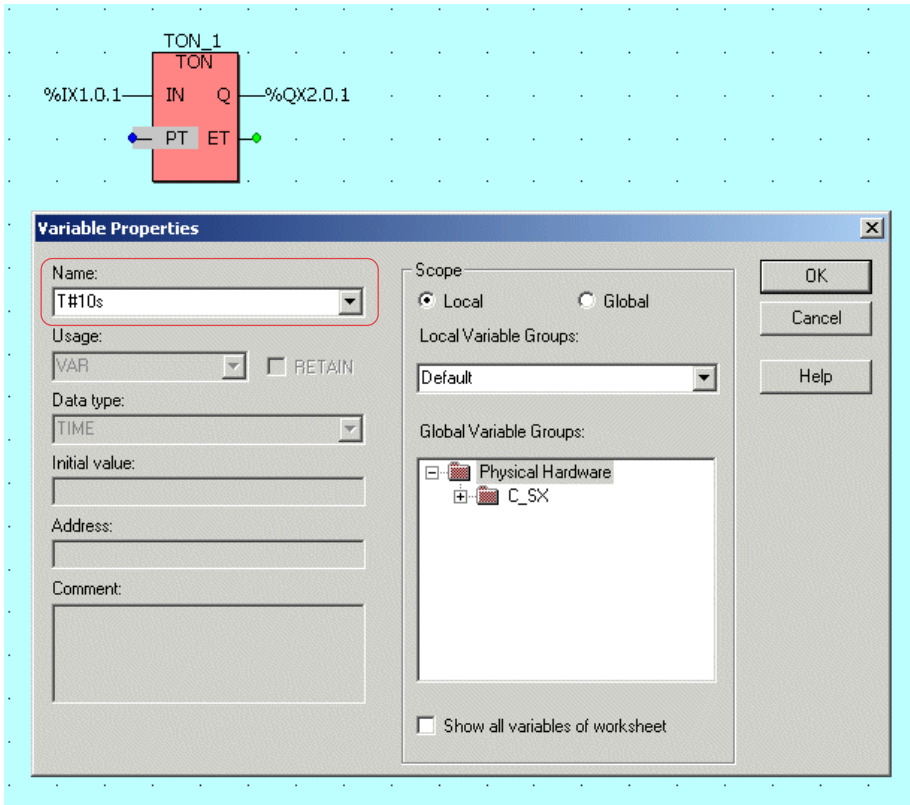 TON_1
TON
%IX1.0.1 IN Q %QX2.0.1
PT ET
Variable Properties
Name:
T#10s
Usage:
VAR RETAIN
Data type:
TIME
Initial value:
Address:
Comment:
Scope
Local Global
Local Variable Groups:
Default
Global Variable Groups:
Physical Hardware
C_SX
Show all variables of worksheet
OK
Cancel
Help